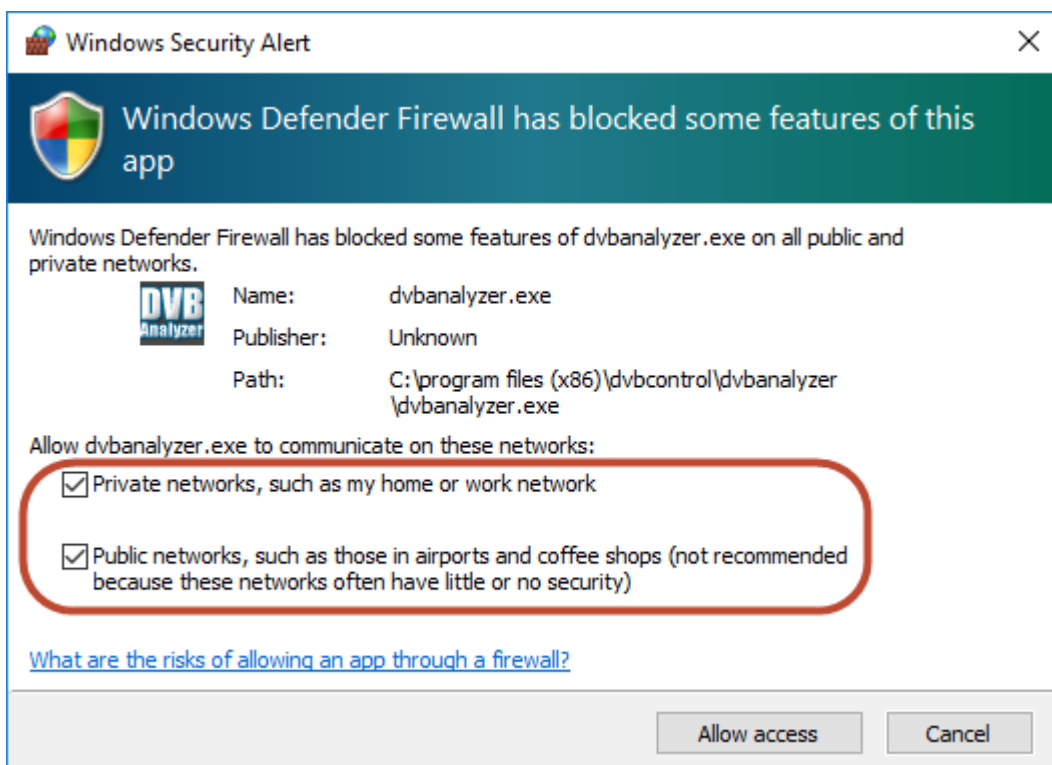 Windows Security Alert
Windows Defender Firewall has blocked some features of this
app
Windows Defender Firewall has blocked some features of dvbanalyzer.exe on all public and
private networks.
DVB
Analyzer
Name: dvbanalyzer.exe
Publisher: Unknown
Path: C:\program files (x86)\dvbcontrol\dvbanalyzer
\dvbanalyzer.exe
Allow dvbanalyzer.exe to communicate on these networks:
Private networks, such as my home or work network
Public networks, such as those in airports and coffee shops (not recommended
because these networks often have little or no security)
What are the risks of allowing an app through a firewall?
Allow access Cancel